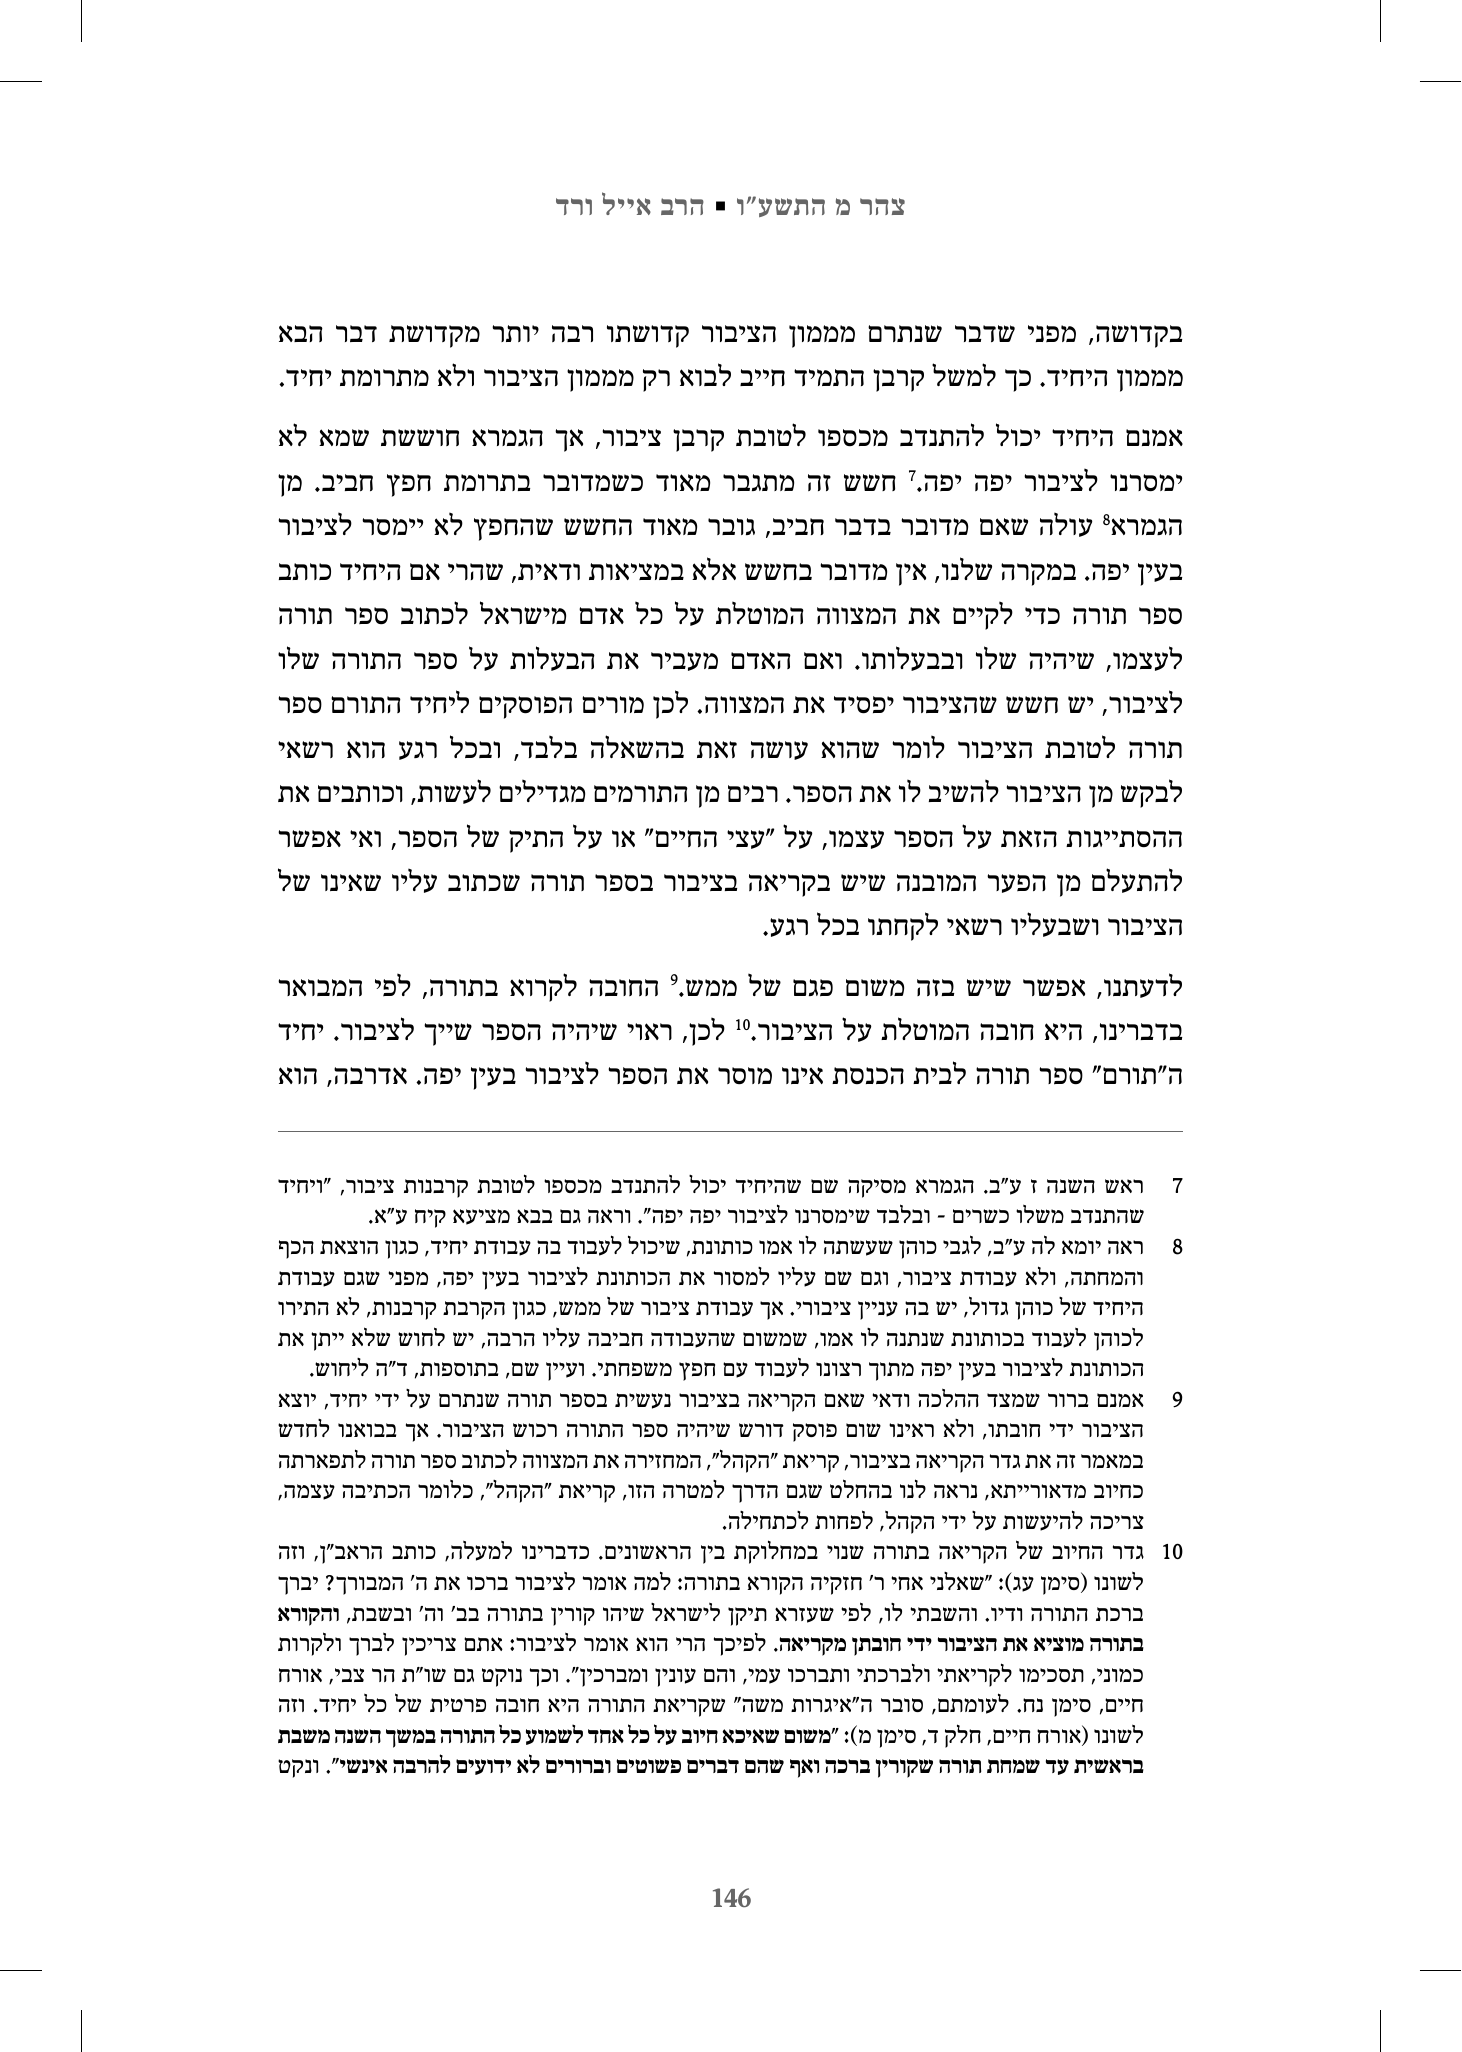 צהר מ התשע"ו ▪ הרב אייל ורד
בקדושה, מפני שדבר שנתרם מממון הציבור קדושתו רבה יותר מקדושת דבר הבא
מממון היחיד. כך למשל קרבן התמיד חייב לבוא רק מממון הציבור ולא מתרומת יחיד.
אמנם היחיד יכול להתנדב מכספו לטובת קרבן ציבור, אך הגמרא חוששת שמא לא
ימסרנו לציבור יפה יפה.7 חשש זה מתגבר מאוד כשמדובר בתרומת חפץ חביב. מן
הגמרא8 עולה שאם מדובר בדבר חביב, גובר מאוד החשש שהחפץ לא יימסר לציבור
בעין יפה. במקרה שלנו, אין מדובר בחשש אלא במציאות ודאית, שהרי אם היחיד כותב
ספר תורה כדי לקיים את המצווה המוטלת על כל אדם מישראל לכתוב ספר תורה
לעצמו, שיהיה שלו ובבעלותו. ואם האדם מעביר את הבעלות על ספר התורה שלו
לציבור, יש חשש שהציבור יפסיד את המצווה. לכן מורים הפוסקים ליחיד התורם ספר
תורה לטובת הציבור לומר שהוא עושה זאת בהשאלה בלבד, ובכל רגע הוא רשאי
לבקש מן הציבור להשיב לו את הספר. רבים מן התורמים מגדילים לעשות, וכותבים את
ההסתייגות הזאת על הספר עצמו, על "עצי החיים" או על התיק של הספר, ואי אפשר
להתעלם מן הפער המובנה שיש בקריאה בציבור בספר תורה שכתוב עליו שאינו של
הציבור ושבעליו רשאי לקחתו בכל רגע.
לדעתנו, אפשר שיש בזה משום פגם של ממש.9 החובה לקרוא בתורה, לפי המבואר
בדברינו, היא חובה המוטלת על הציבור.10 לכן, ראוי שיהיה הספר שייך לציבור. יחיד
ה"תורם" ספר תורה לבית הכנסת אינו מוסר את הספר לציבור בעין יפה. אדרבה, הוא
7 ראש השנה ז ע"ב. הגמרא מסיקה שם שהיחיד יכול להתנדב מכספו לטובת קרבנות ציבור, "ויחיד
שהתנדב משלו כשרים - ובלבד שימסרנו לציבור יפה יפה". וראה גם בבא מציעא קיח ע"א.
8 ראה יומא לה ע"ב, לגבי כוהן שעשתה לו אמו כותונת, שיכול לעבוד בה עבודת יחיד, כגון הוצאת הכף
והמחתה, ולא עבודת ציבור, וגם שם עליו למסור את הכותונת לציבור בעין יפה, מפני שגם עבודת
היחיד של כוהן גדול, יש בה עניין ציבורי. אך עבודת ציבור של ממש, כגון הקרבת קרבנות, לא התירו
לכוהן לעבוד בכותונת שנתנה לו אמו, שמשום שהעבודה חביבה עליו הרבה, יש לחוש שלא ייתן את
הכותונת לציבור בעין יפה מתוך רצונו לעבוד עם חפץ משפחתי. ועיין שם, בתוספות, ד"ה ליחוש.
9 אמנם ברור שמצד ההלכה ודאי שאם הקריאה בציבור נעשית בספר תורה שנתרם על ידי יחיד, יוצא
הציבור ידי חובתו, ולא ראינו שום פוסק דורש שיהיה ספר התורה רכוש הציבור. אך בבואנו לחדש
במאמר זה את גדר הקריאה בציבור, קריאת "הקהל", המחזירה את המצווה לכתוב ספר תורה לתפארתה
כחיוב מדאורייתא, נראה לנו בהחלט שגם הדרך למטרה הזו, קריאת "הקהל", כלומר הכתיבה עצמה,
צריכה להיעשות על ידי הקהל, לפחות לכתחילה.
10 גדר החיוב של הקריאה בתורה שנוי במחלוקת בין הראשונים. כדברינו למעלה, כותב הראב"ן, וזה
לשונו (סימן עג): "שאלני אחי ר' חזקיה הקורא בתורה: למה אומר לציבור ברכו את ה' המבורך? יברך
ברכת התורה ודיו. והשבתי לו, לפי שעזרא תיקן לישראל שיהו קורין בתורה בב' וה' ובשבת, והקורא
בתורה מוציא את הציבור ידי חובתן מקריאה. לפיכך הרי הוא אומר לציבור: אתם צריכין לברך ולקרות
כמוני, תסכימו לקריאתי ולברכתי ותברכו עמי, והם עונין ומברכין". וכך נוקט גם שו"ת הר צבי, אורח
חיים, סימן נח. לעומתם, סובר ה"איגרות משה" שקריאת התורה היא חובה פרטית של כל יחיד. וזה
לשונו (אורח חיים, חלק ד, סימן מ): "משום שאיכא חיוב על כל אחד לשמוע כל התורה במשך השנה משבת
בראשית עד שמחת תורה שקורין ברכה ואף שהם דברים פשוטים וברורים לא ידועים להרבה אינשי". ונקט
146